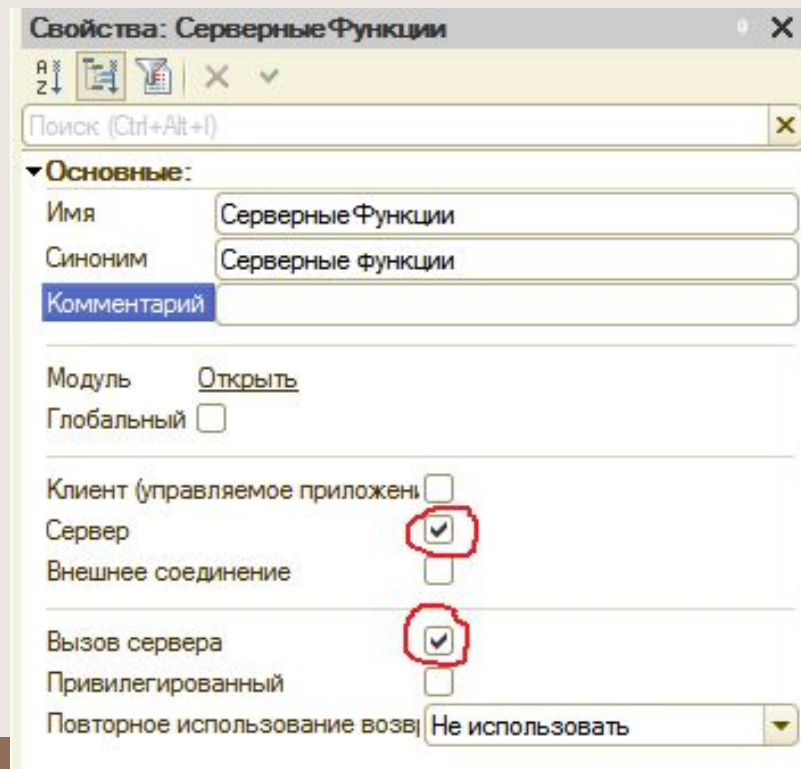 Свойства: СерверныеФункции
Поиск (Ctrl+Alt+I)
Основные:
Имя СерверныеФункции
Синоним Серверные функции
Комментарий
Модуль Открыть
Глобальный
Клиент (управляемое приложени
Сервер
Внешнее соединение
Вызов сервера
Привилегированный
Повторное использование возв Не использовать